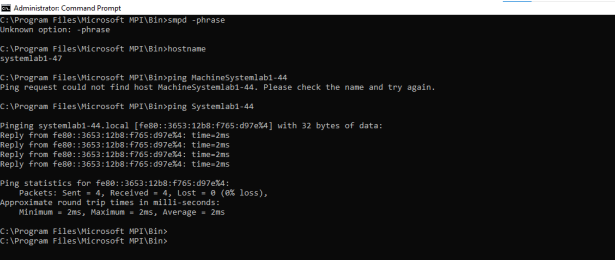 Administrator: Command Prompt
C:\Program Files\Microsoft MPI\Bin>smpd -phrase
Unknown option: -phrase
C:\Program Files\Microsoft MPI\Bin>hostname
systemlab1-47
C:\Program Files\Microsoft MPI\Bin>ping MachineSystemlab1-44
Ping request could not find host MachineSystemlab1-44. Please check the name and try again.
C:\Program Files\Microsoft MPI\Bin>ping Systemlab1-44
Pinging systemlab1-44.local [fe80::3653:12b8:f765:d97e%4] with 32 bytes of data:
Reply from fe80::3653:12b8:f765:d97e%4: time=2ms
Reply from fe80::3653:12b8:f765:d97e%4: time=2ms
Reply from fe80::3653:12b8:f765:d97e%4: time=2ms
Reply from fe80::3653:12b8:f765:d97e%4: time=2ms
Ping statistics for fe80::3653:12b8:f765:d97e%4:
    Packets: Sent = 4, Received = 4, Lost = 0 (0% loss),
Approximate round trip times in milli-seconds:
    Minimum = 2ms, Maximum = 2ms, Average = 2ms
C:\Program Files\Microsoft MPI\Bin>
C:\Program Files\Microsoft MPI\Bin>